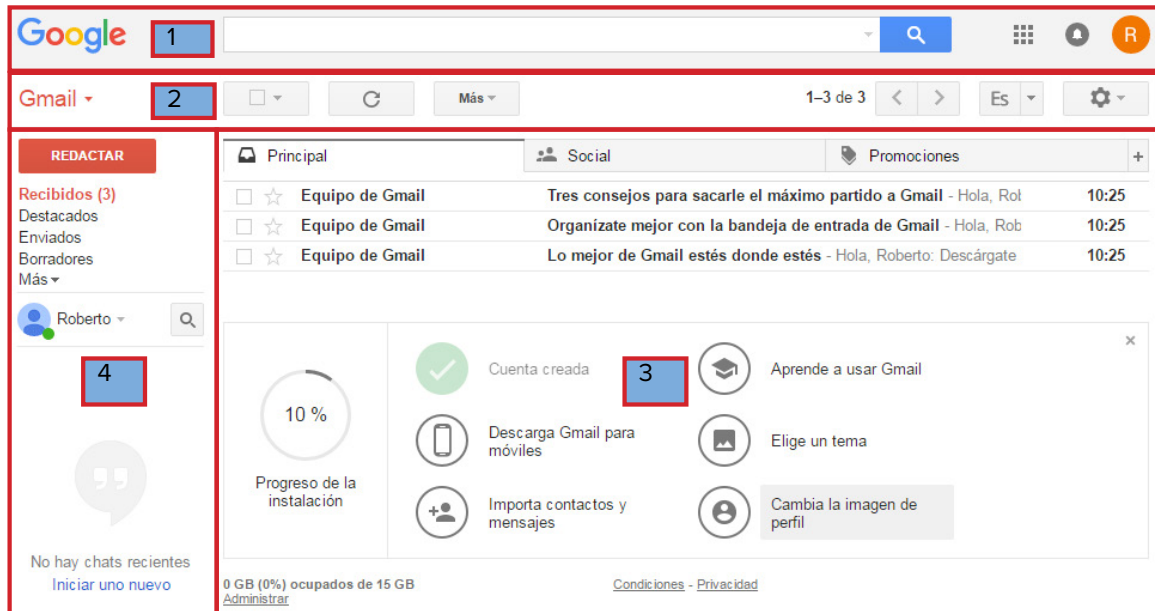 Google 1 R
Gmail 2 Más 1–3 de 3 Es
REDACTAR
Recibidos (3)
Destacados
Enviados
Borradores
Más
Roberto
4
No hay chats recientes
Iniciar uno nuevo
Principal Social Promociones +
Equipo de Gmail Tres consejos para sacarle el máximo partido a Gmail - Hola, Rob 10:25
Equipo de Gmail Organízate mejor con la bandeja de entrada de Gmail - Hola, Rob 10:25
Equipo de Gmail Lo mejor de Gmail estés donde estés - Hola, Roberto: Descárgate 10:25
10 %
Progreso de la
instalación
3
Cuenta creada
Descarga Gmail para
móviles
Importa contactos y
mensajes
Aprende a usar Gmail
Elige un tema
Cambia la imagen de
perfil
0 GB (0%) ocupados de 15 GB
Administrar
Condiciones - Privacidad